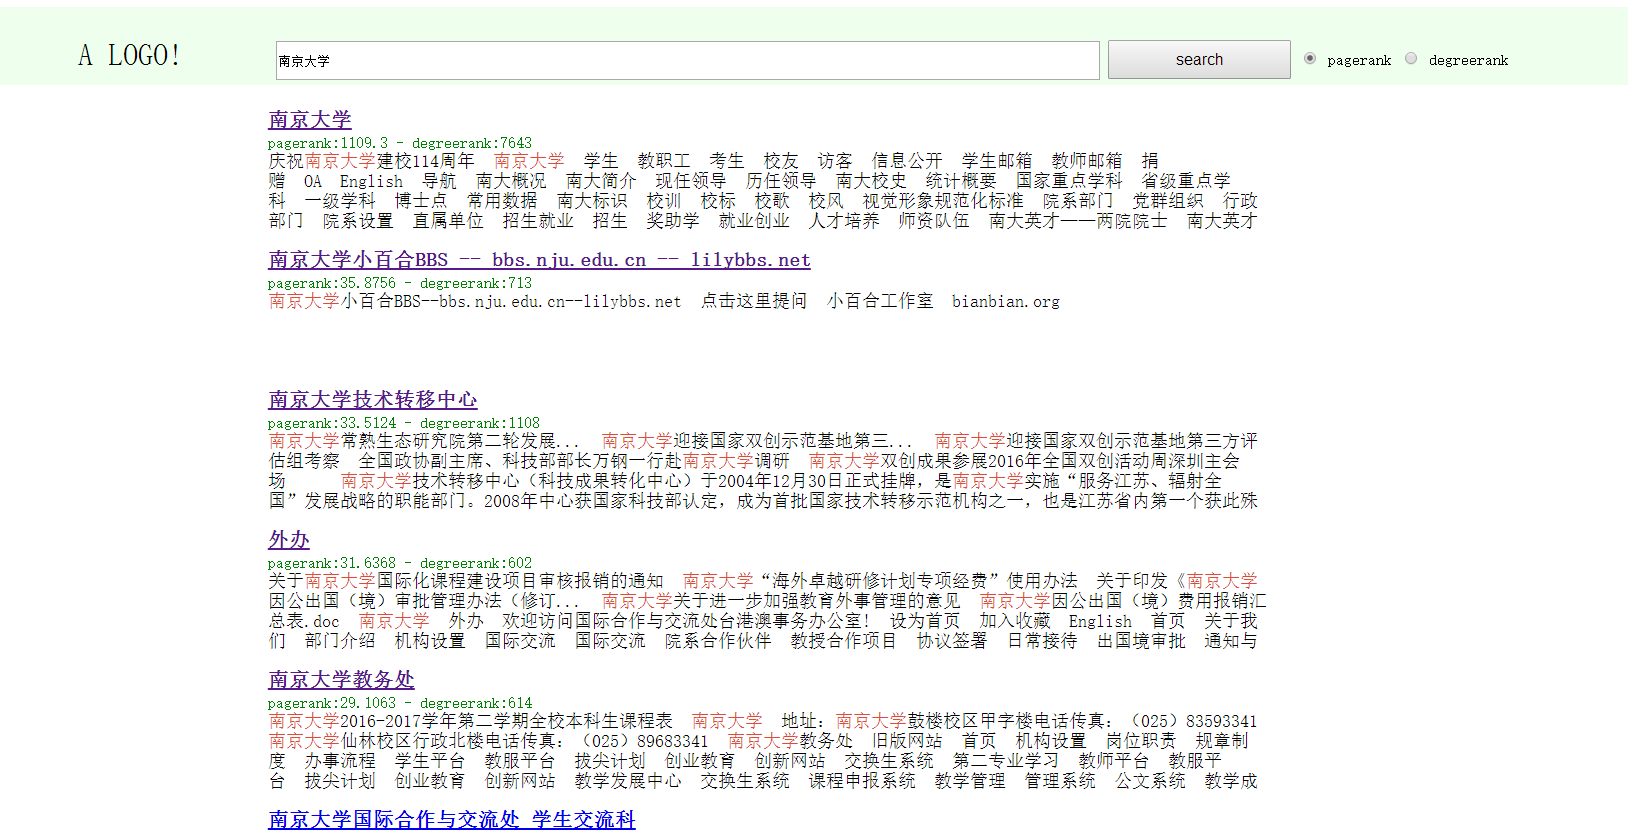 A LOGO! 南京大学 search pagerank degreerank
南京大学
pagerank:1109.3 - degreerank:7643
庆祝南京大学建校114周年 南京大学 学生 教职工 考生 校友 访客 信息公开 学生邮箱 教师邮箱 捐
赠 OA English 导航 南大概况 南大简介 现任领导 历任领导 南大校史 统计概要 国家重点学科 省级重点学
科 一级学科 博士点 常用数据 南大标识 校训 校标 校歌 校风 视觉形象规范化标准 院系部门 党群组织 行政
部门 院系设置 直属单位 招生就业 招生 奖助学 就业创业 人才培养 师资队伍 南大英才——两院院士 南大英才
南京大学小百合BBS -- bbs.nju.edu.cn -- lilybbs.net
pagerank:35.8756 - degreerank:713
南京大学小百合BBS--bbs.nju.edu.cn--lilybbs.net 点击这里提问 小百合工作室 bianbian.org
南京大学技术转移中心
pagerank:33.5124 - degreerank:1108
南京大学常熟生态研究院第二轮发展... 南京大学迎接国家双创示范基地第三... 南京大学迎接国家双创示范基地第三方评
估组考察 全国政协副主席、科技部部长万钢一行赴南京大学调研 南京大学双创成果参展2016年全国双创活动周深圳主会
场 南京大学技术转移中心（科技成果转化中心）于2004年12月30日正式挂牌，是南京大学实施“服务江苏、辐射全
国”发展战略的职能部门。2008年中心获国家科技部认定，成为首批国家技术转移示范机构之一，也是江苏省内第一个获此殊
外办
pagerank:31.6368 - degreerank:602
关于南京大学国际化课程建设项目审核报销的通知 南京大学“海外卓越研修计划专项经费”使用办法 关于印发《南京大学
因公出国（境）审批管理办法（修订... 南京大学关于进一步加强教育外事管理的意见 南京大学因公出国（境）费用报销汇
总表.doc 南京大学 外办 欢迎访问国际合作与交流处台港澳事务办公室! 设为首页 加入收藏 English 首页 关于我
们 部门介绍 机构设置 国际交流 国际交流 院系合作伙伴 教授合作项目 协议签署 日常接待 出国境审批 通知与
南京大学教务处
pagerank:29.1063 - degreerank:614
南京大学2016-2017学年第二学期全校本科生课程表 南京大学 地址：南京大学鼓楼校区甲字楼电话传真：（025）83593341
南京大学仙林校区行政北楼电话传真：（025）89683341 南京大学教务处 旧版网站 首页 机构设置 岗位职责 规章制
度 办事流程 学生平台 教服平台 拔尖计划 创业教育 创新网站 交换生系统 第二专业学习 教师平台 教服平
台 拔尖计划 创业教育 创新网站 教学发展中心 交换生系统 课程申报系统 教学管理 管理系统 公文系统 教学成
南京大学国际合作与交流处 学生交流科